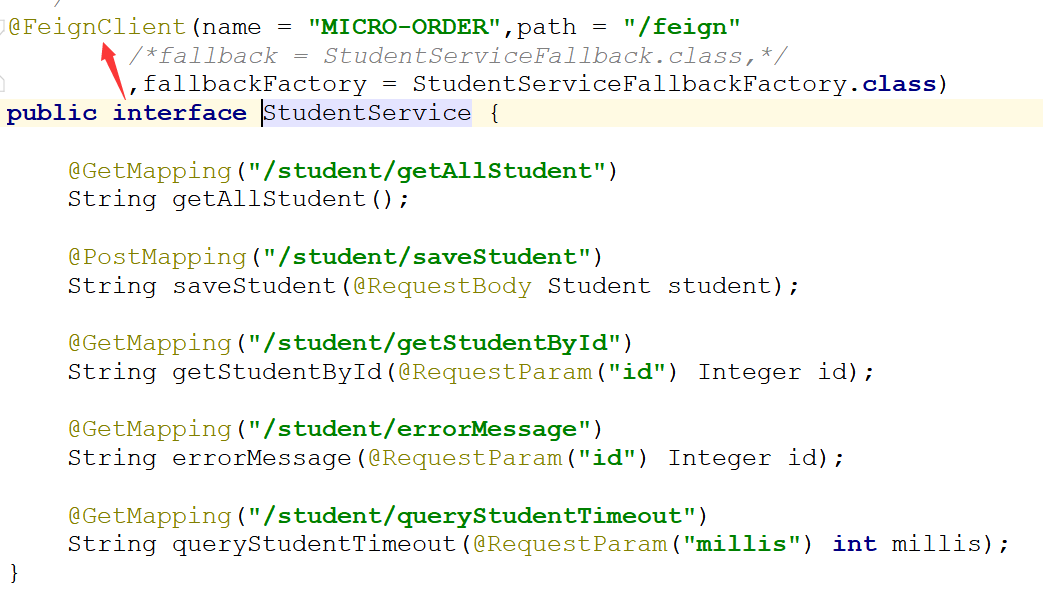 @FeignClient(name = "MICRO-ORDER",path = "/feign"
/*fallback = StudentServiceFallback.class,*/
,fallbackFactory = StudentServiceFallbackFactory.class)
public interface StudentService {
@GetMapping("/student/getAllStudent")
String getAllStudent();
@PostMapping("/student/saveStudent")
String saveStudent(@RequestBody Student student);
@GetMapping("/student/getStudentById")
String getStudentById(@RequestParam("id") Integer id);
@GetMapping("/student/errorMessage")
String errorMessage(@RequestParam("id") Integer id);
@GetMapping("/student/queryStudentTimeout")
String queryStudentTimeout(@RequestParam("millis") int millis);
}